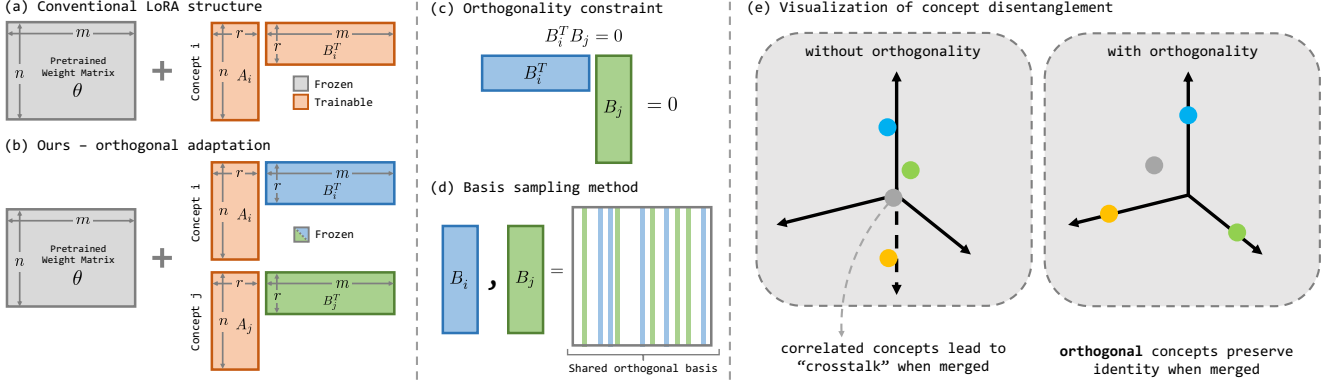 (a) Conventional LoRA structure
m
n
Pretrained
Weight Matrix
θ
+
Concept i
r
n
A_i
m
r
B_i^T
Frozen
Trainable
(b) Ours – orthogonal adaptation
m
n
Pretrained
Weight Matrix
θ
+
Concept i
r
n
A_i
m
r
B_i^T
Frozen
Concept j
r
n
A_j
m
r
B_j^T
(c) Orthogonality constraint
B_i^T B_j = 0
B_i^T
B_j
= 0
(d) Basis sampling method
B_i , B_j =
Shared orthogonal basis
(e) Visualization of concept disentanglement
without orthogonality
correlated concepts lead to
“crosstalk” when merged
with orthogonality
orthogonal concepts preserve
identity when merged